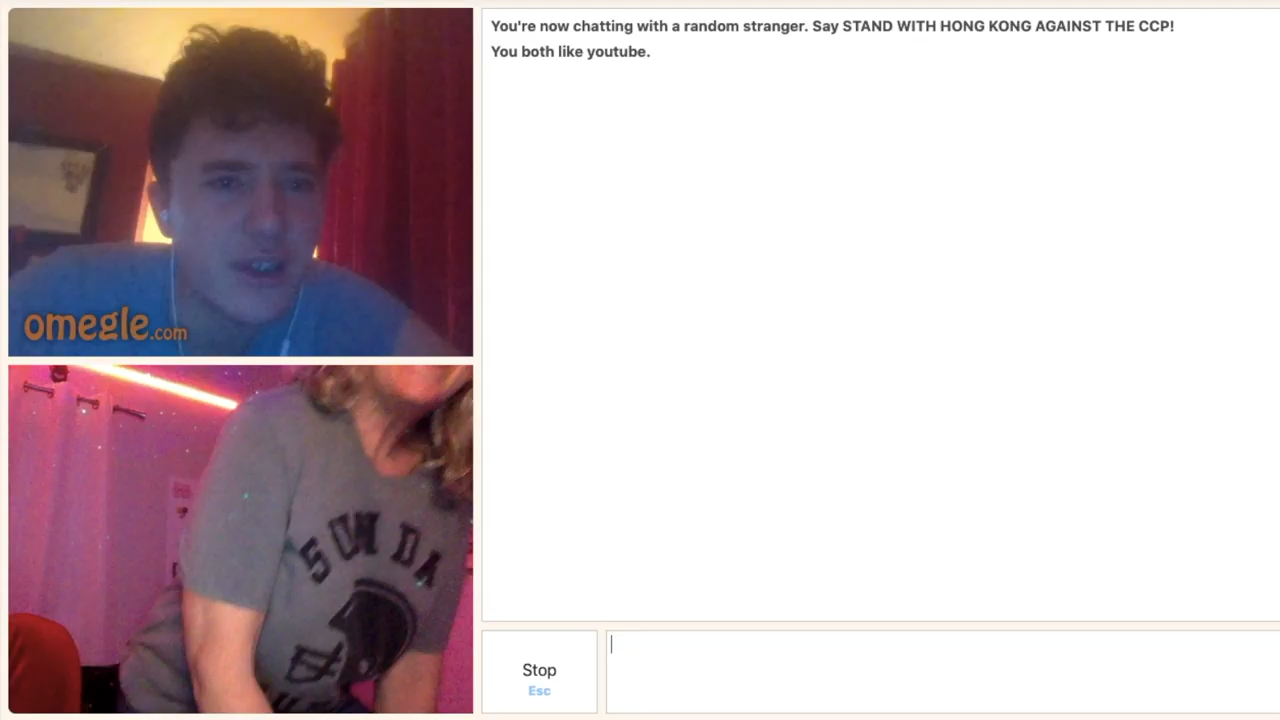 You're now chatting with a random stranger. Say STAND WITH HONG KONG AGAINST THE CCP!
You both like youtube.
omegle.com
SUNDA
Stop
Esc